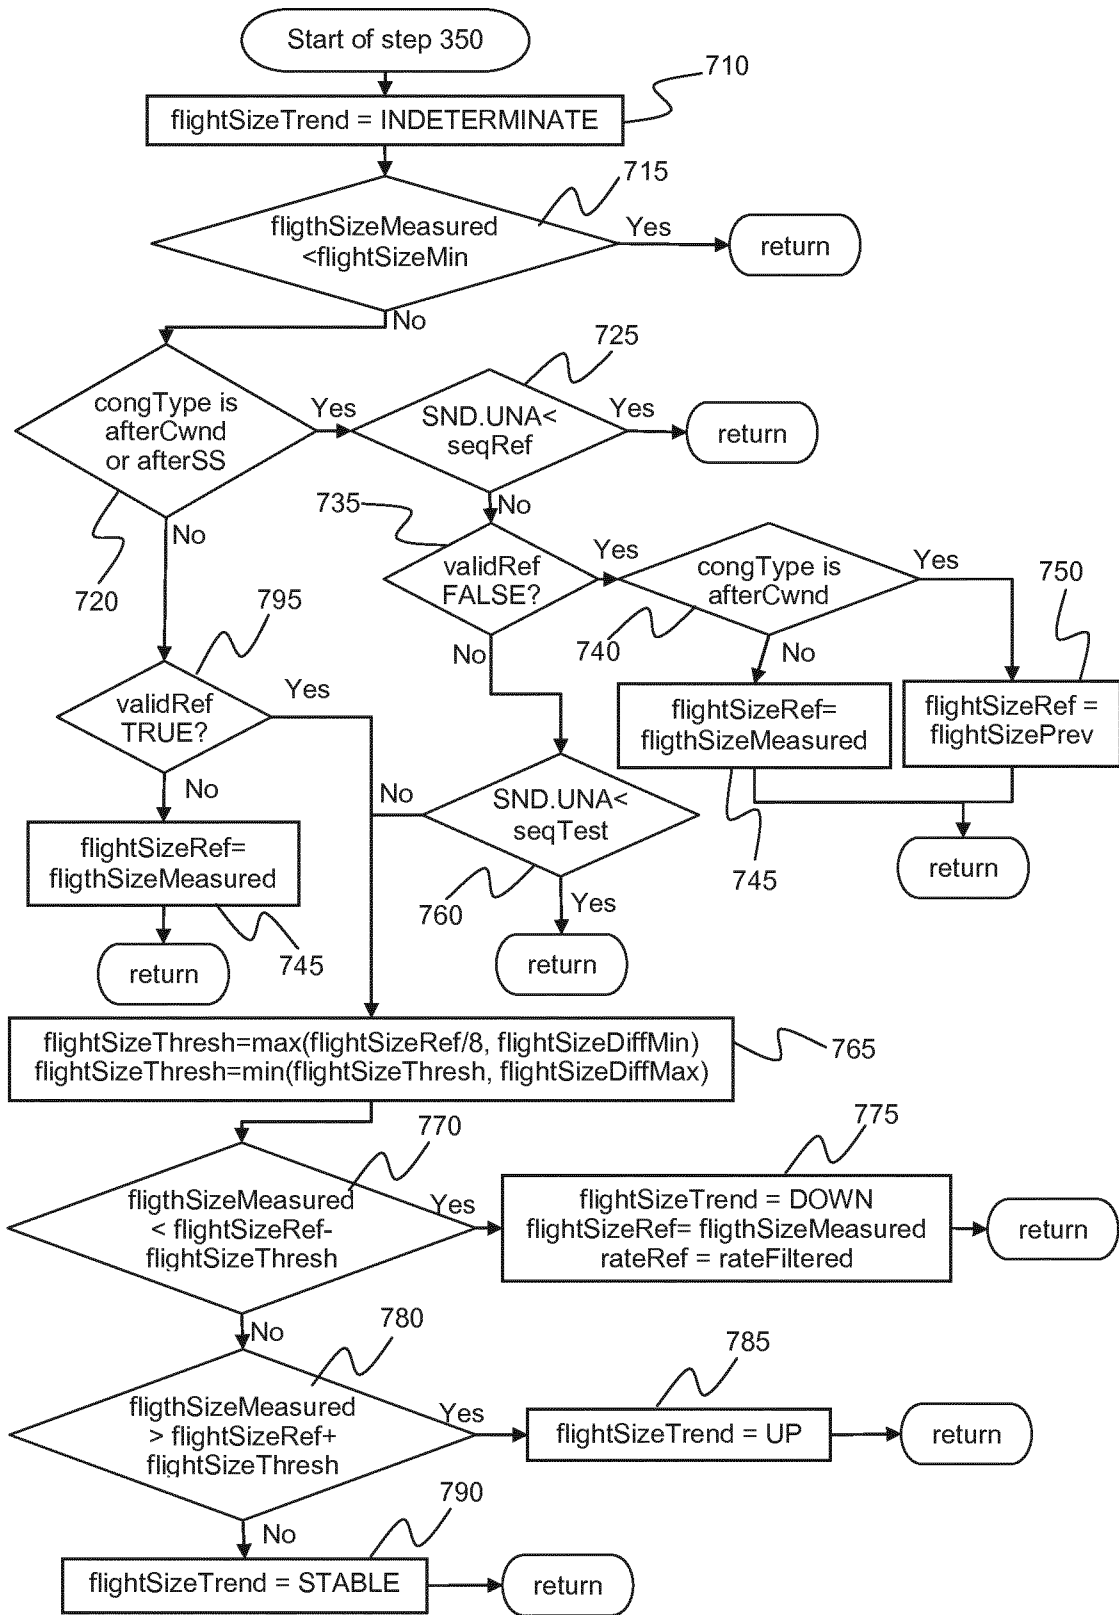 Start of step 350
710
flightSizeTrend = INDETERMINATE
715
fligthSizeMeasured
<flightSizeMin
Yes
return
No
725
congType is
afterCwnd
or afterSS
Yes
SND.UNA<
seqRef
Yes
return
No
735
No
720
validRef
FALSE?
Yes
congType is
afterCwnd
Yes
750
740
795
No
No
validRef
TRUE?
Yes
flightSizeRef=
fligthSizeMeasured
flightSizeRef =
flightSizePrev
No
No
SND.UNA<
seqTest
745
return
flightSizeRef=
fligthSizeMeasured
760
Yes
745
return
return
flightSizeThresh=max(flightSizeRef/8, flightSizeDiffMin)
flightSizeThresh=min(flightSizeThresh, flightSizeDiffMax)
765
770
775
fligthSizeMeasured
< flightSizeRef-
flightSizeThresh
Yes
flightSizeTrend = DOWN
flightSizeRef= fligthSizeMeasured
rateRef = rateFiltered
return
No
780
785
fligthSizeMeasured
> flightSizeRef+
flightSizeThresh
Yes
flightSizeTrend = UP
return
790
No
flightSizeTrend = STABLE
return